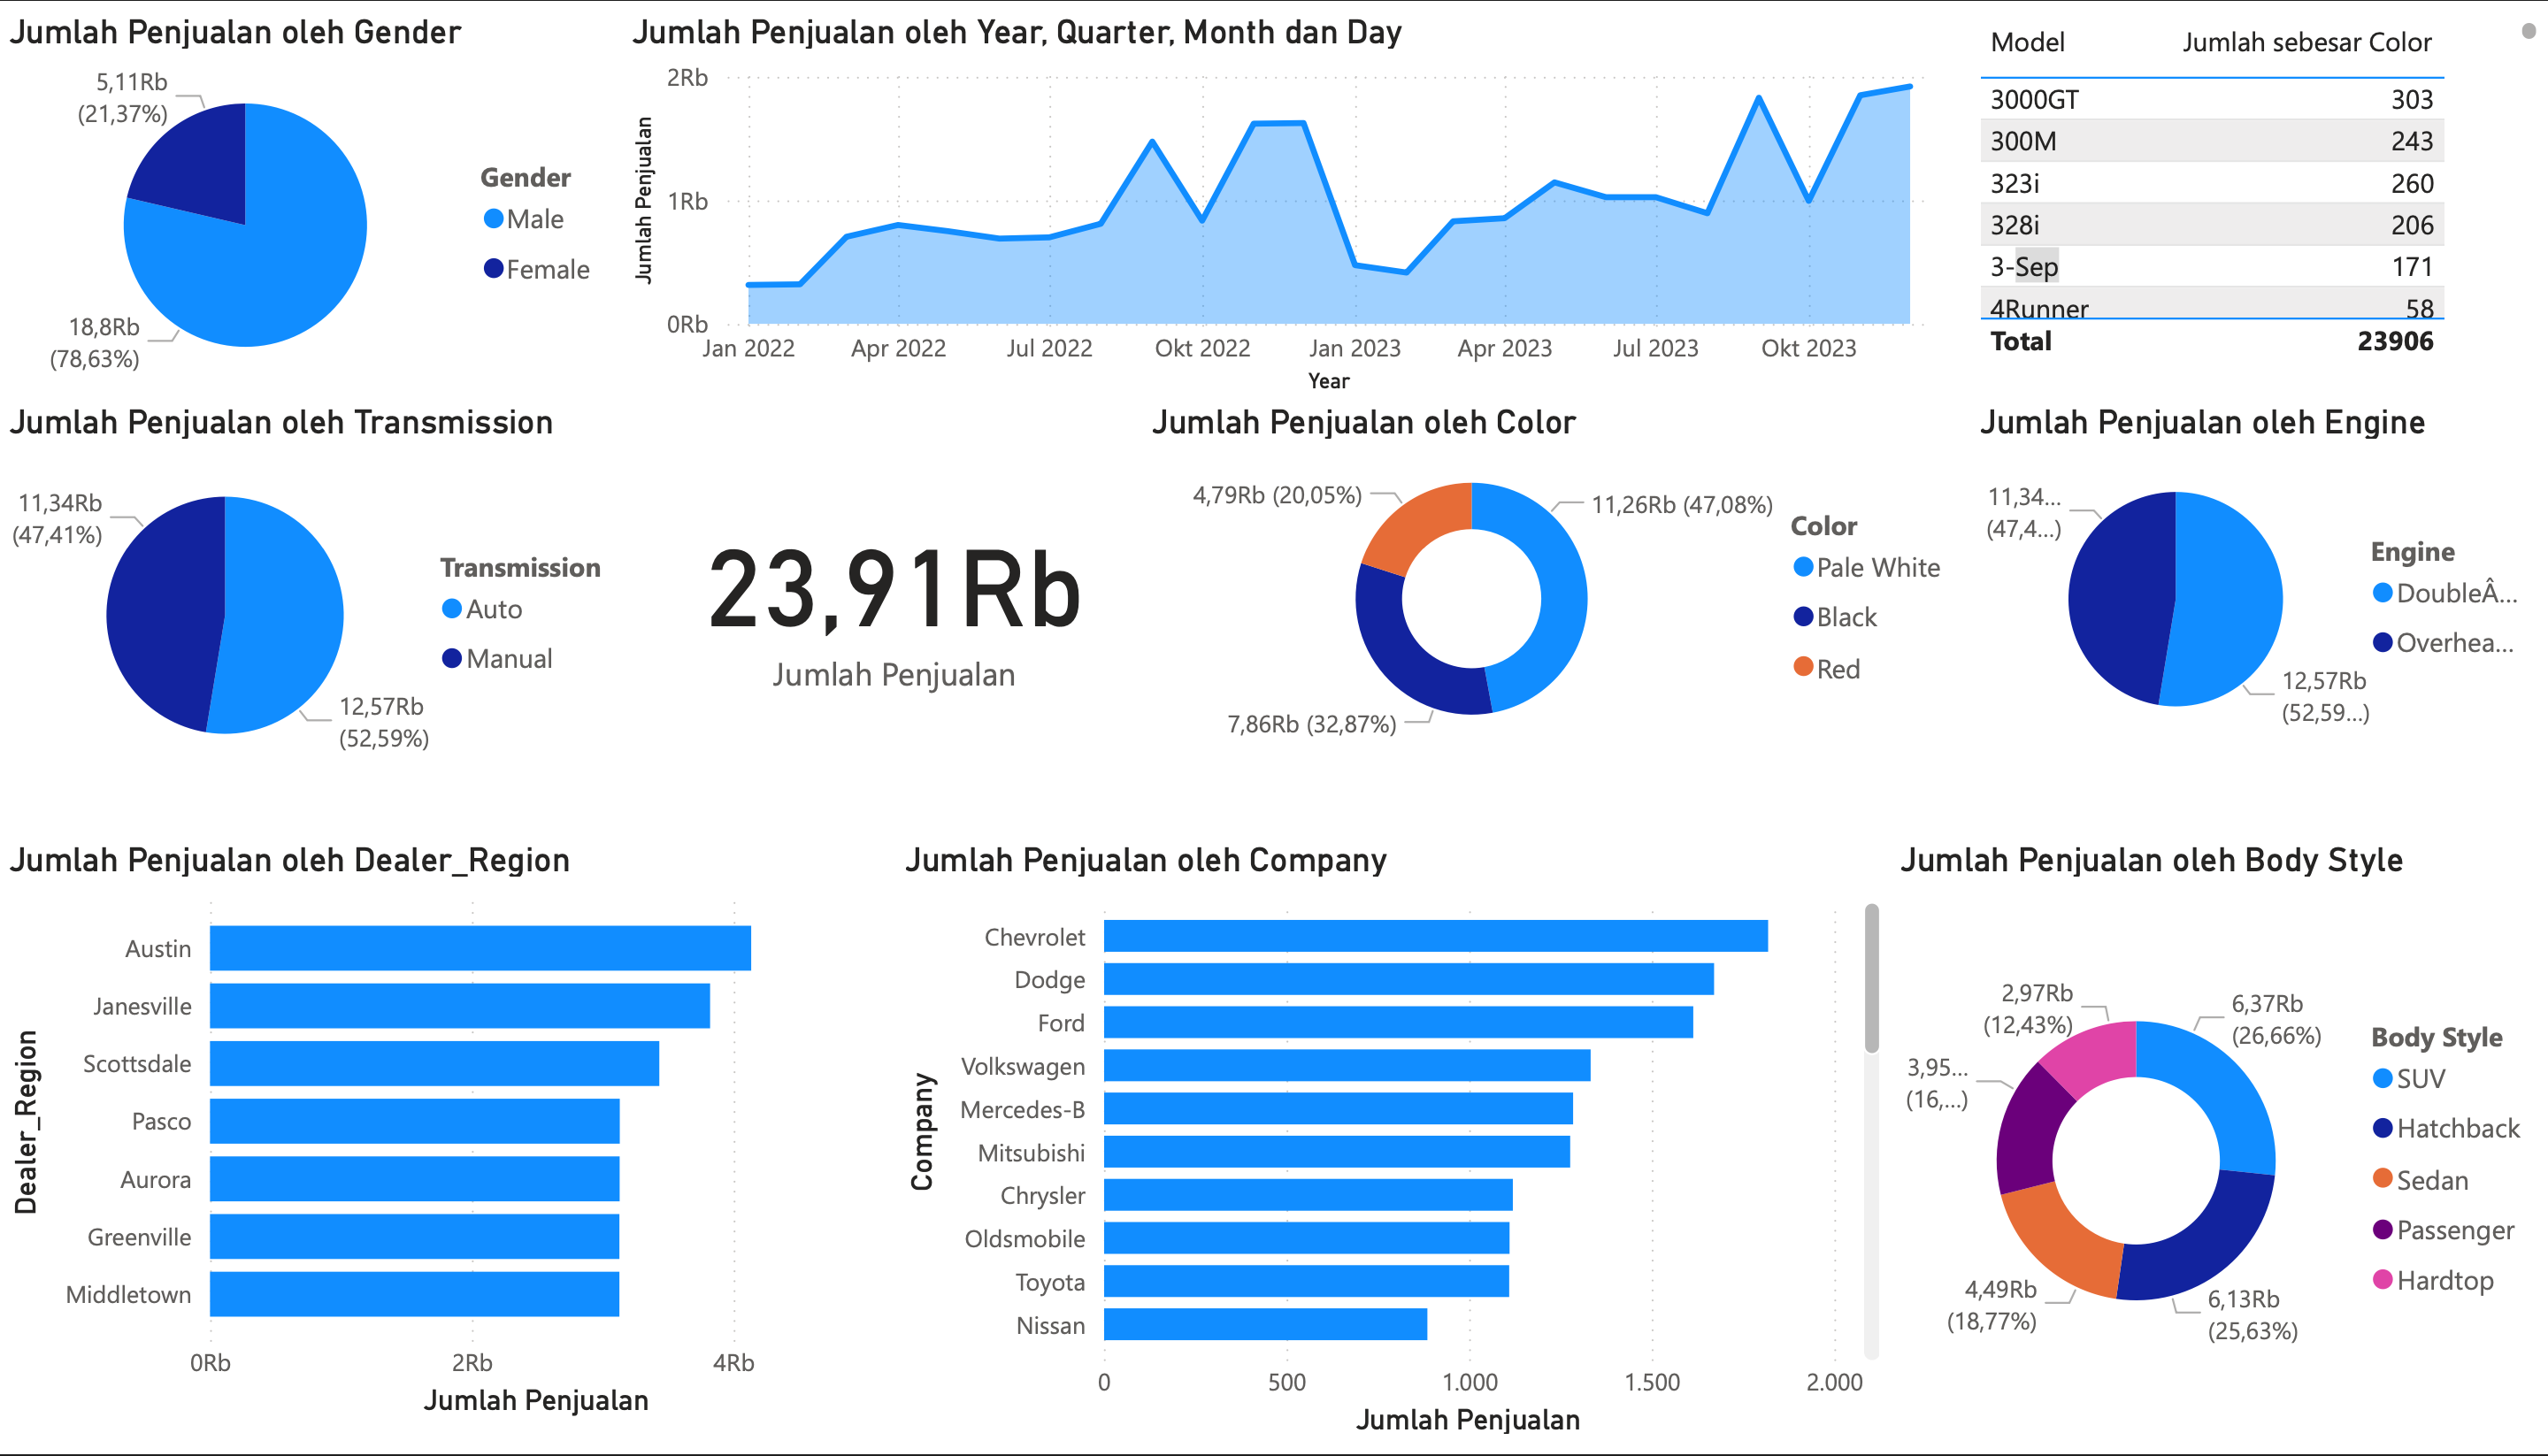 Jumlah Penjualan oleh Gender
5,11Rb
(21,37%)
18,8Rb
(78,63%)
Gender
Male
Female
Jumlah Penjualan oleh Year, Quarter, Month dan Day
Jumlah Penjualan
2Rb
1Rb
0Rb
Jan 2022
Apr 2022
Jul 2022
Okt 2022
Jan 2023
Apr 2023
Jul 2023
Okt 2023
Year
Model Jumlah sebesar Color
3000GT 303
300M 243
323i 260
328i 206
3-Sep 171
4Runner 58
Total 23906
Jumlah Penjualan oleh Transmission
11,34Rb
(47,41%)
12,57Rb
(52,59%)
Transmission
Auto
Manual
23,91Rb
Jumlah Penjualan
Jumlah Penjualan oleh Color
4,79Rb (20,05%)
11,26Rb (47,08%)
7,86Rb (32,87%)
Color
Pale White
Black
Red
Jumlah Penjualan oleh Engine
11,34...
(47,4...)
12,57Rb
(52,59...)
Engine
DoubleÂ...
Overhea...
Jumlah Penjualan oleh Dealer_Region
Dealer_Region
Austin
Janesville
Scottsdale
Pasco
Aurora
Greenville
Middletown
0Rb
2Rb
4Rb
Jumlah Penjualan
Jumlah Penjualan oleh Company
Company
Chevrolet
Dodge
Ford
Volkswagen
Mercedes-B
Mitsubishi
Chrysler
Oldsmobile
Toyota
Nissan
0
500
1.000
1.500
2.000
Jumlah Penjualan
Jumlah Penjualan oleh Body Style
2,97Rb
(12,43%)
6,37Rb
(26,66%)
3,95...
(16,...)
4,49Rb
(18,77%)
6,13Rb
(25,63%)
Body Style
SUV
Hatchback
Sedan
Passenger
Hardtop